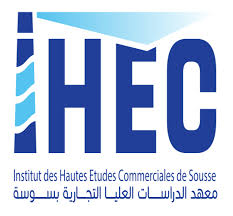 IHEC
Institut des Hautes Etudes Commerciales de Sousse
معهد الدراسات العليا التجارية بسوسة